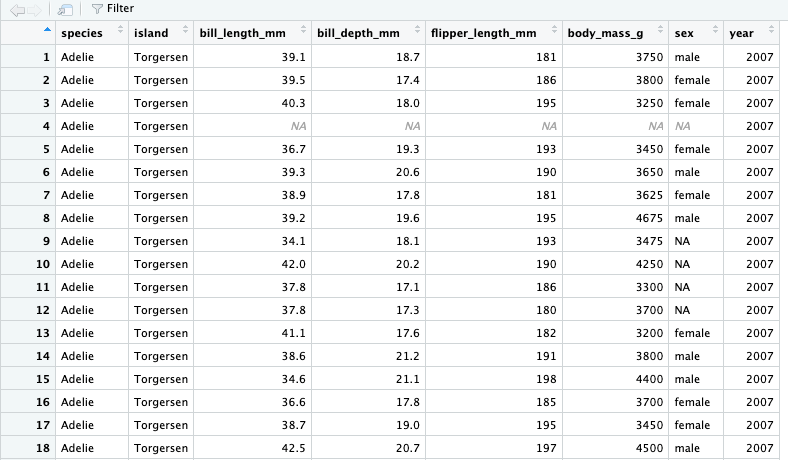 Filter
species island bill_length_mm bill_depth_mm flipper_length_mm body_mass_g sex year
1 Adelie Torgersen 39.1 18.7 181 3750 male 2007
2 Adelie Torgersen 39.5 17.4 186 3800 female 2007
3 Adelie Torgersen 40.3 18.0 195 3250 female 2007
4 Adelie Torgersen NA NA NA NA NA 2007
5 Adelie Torgersen 36.7 19.3 193 3450 female 2007
6 Adelie Torgersen 39.3 20.6 190 3650 male 2007
7 Adelie Torgersen 38.9 17.8 181 3625 female 2007
8 Adelie Torgersen 39.2 19.6 195 4675 male 2007
9 Adelie Torgersen 34.1 18.1 193 3475 NA 2007
10 Adelie Torgersen 42.0 20.2 190 4250 NA 2007
11 Adelie Torgersen 37.8 17.1 186 3300 NA 2007
12 Adelie Torgersen 37.8 17.3 180 3700 NA 2007
13 Adelie Torgersen 41.1 17.6 182 3200 female 2007
14 Adelie Torgersen 38.6 21.2 191 3800 male 2007
15 Adelie Torgersen 34.6 21.1 198 4400 male 2007
16 Adelie Torgersen 36.6 17.8 185 3700 female 2007
17 Adelie Torgersen 38.7 19.0 195 3450 female 2007
18 Adelie Torgersen 42.5 20.7 197 4500 male 2007